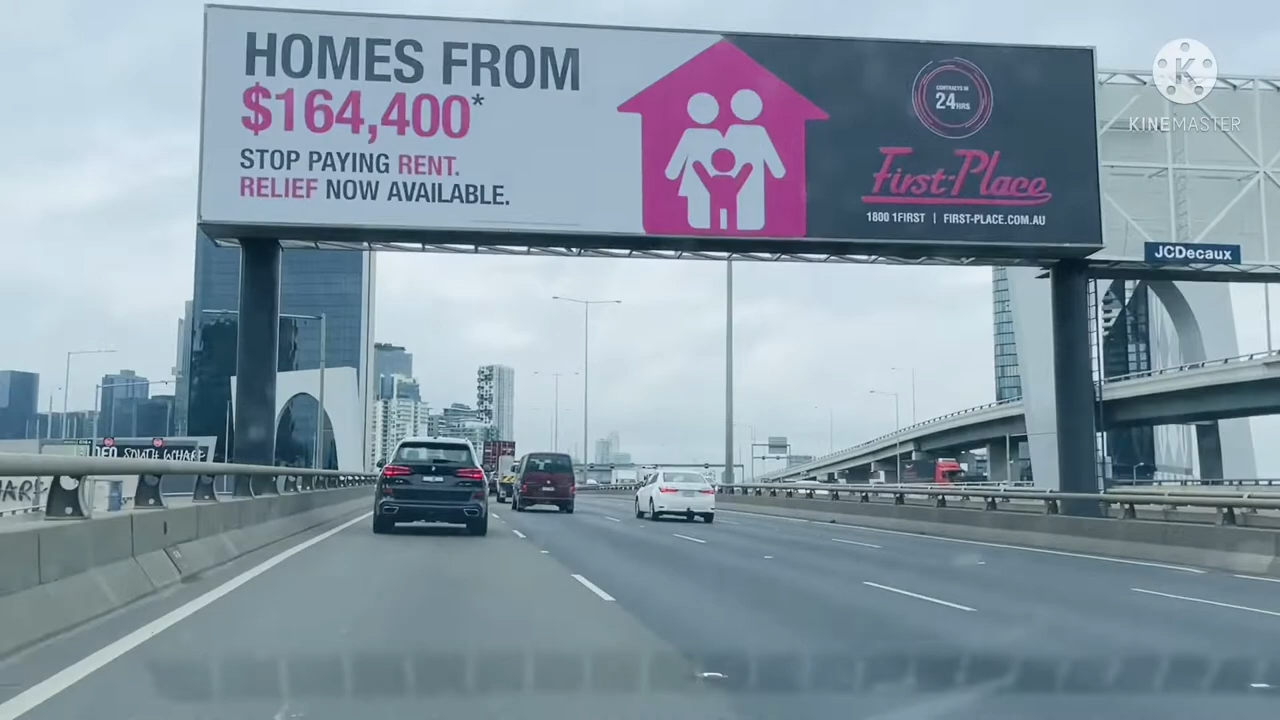 HOMES FROM
$164,400*
STOP PAYING RENT.
RELIEF NOW AVAILABLE.
CONTRACTS IN
24HRS
First-Place
1800 1FIRST | FIRST-PLACE.COM.AU
KINEMASTER
JCDecaux
SOUTH WHARF